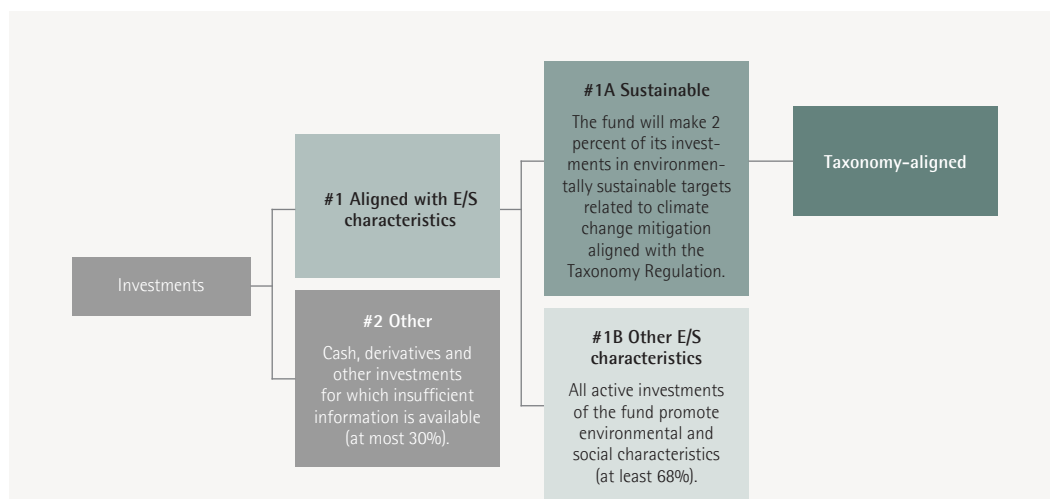 Investments
#1 Aligned with E/S
characteristics
#2 Other
Cash, derivatives and
other investments
for which insufficient
information is available
(at most 30%).
#1A Sustainable
The fund will make 2
percent of its invest-
ments in environmen-
tally sustainable targets
related to climate
change mitigation
aligned with the
Taxonomy Regulation.
#1B Other E/S
characteristics
All active investments
of the fund promote
environmental and
social characteristics
(at least 68%).
Taxonomy-aligned